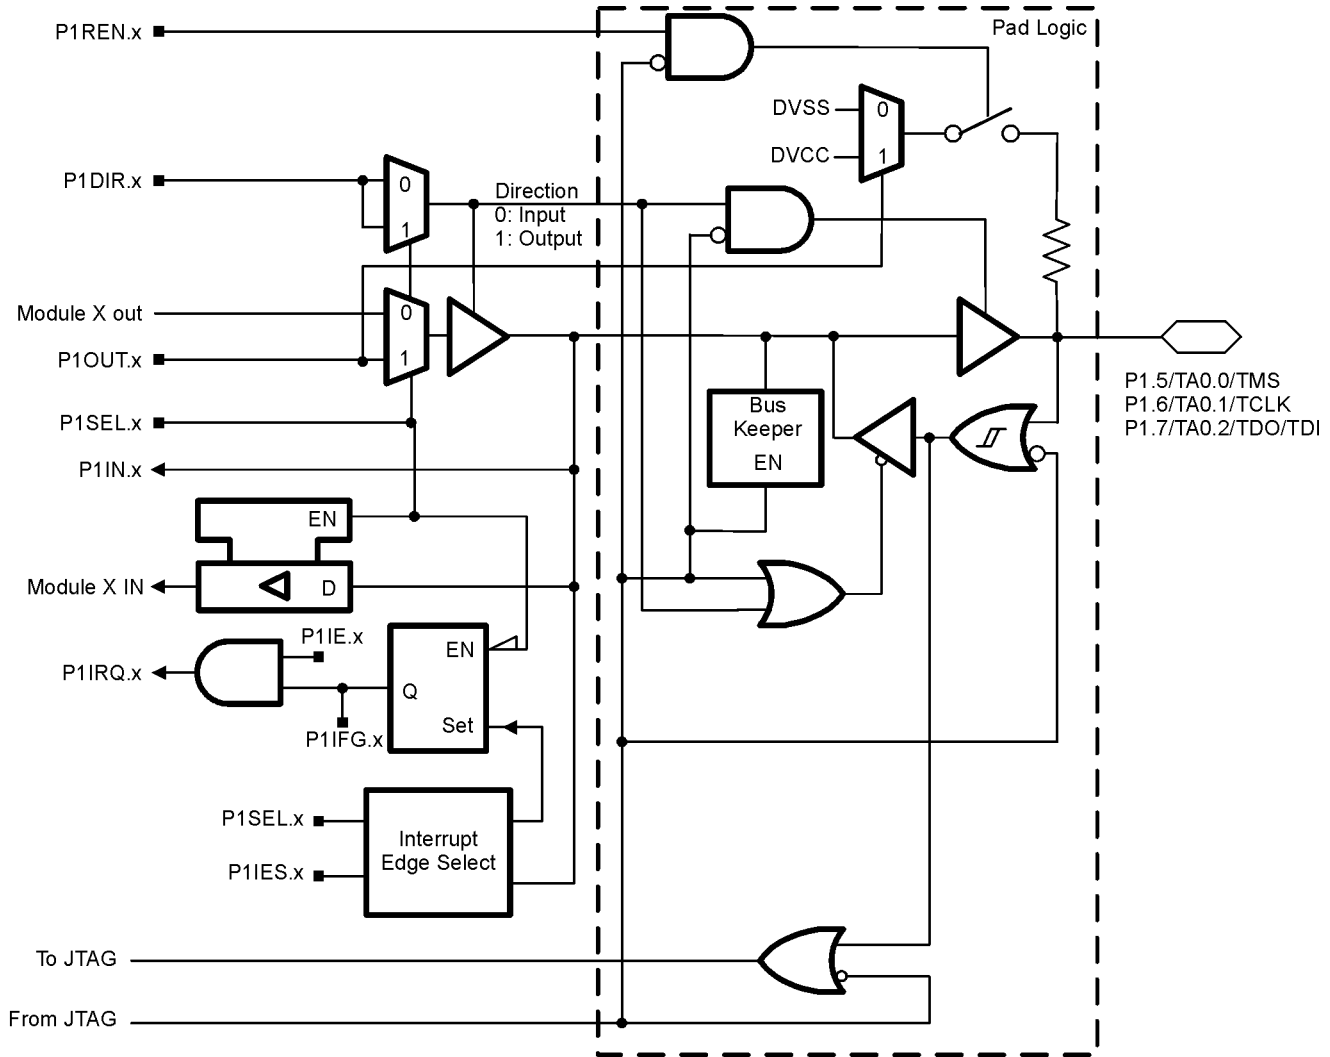 P1REN.x
Pad Logic
DVSS
0
DVCC
1
P1DIR.x
0
1
Direction
0: Input
1: Output
Module X out
0
P1OUT.x
1
P1.5/TA0.0/TMS
P1.6/TA0.1/TCLK
P1.7/TA0.2/TDO/TDI
Bus
Keeper
EN
P1SEL.x
P1IN.x
EN
Module X IN
D
P1IE.x
P1IRQ.x
P1IFG.x
EN
Q
Set
P1SEL.x
P1IES.x
Interrupt
Edge Select
To JTAG
From JTAG